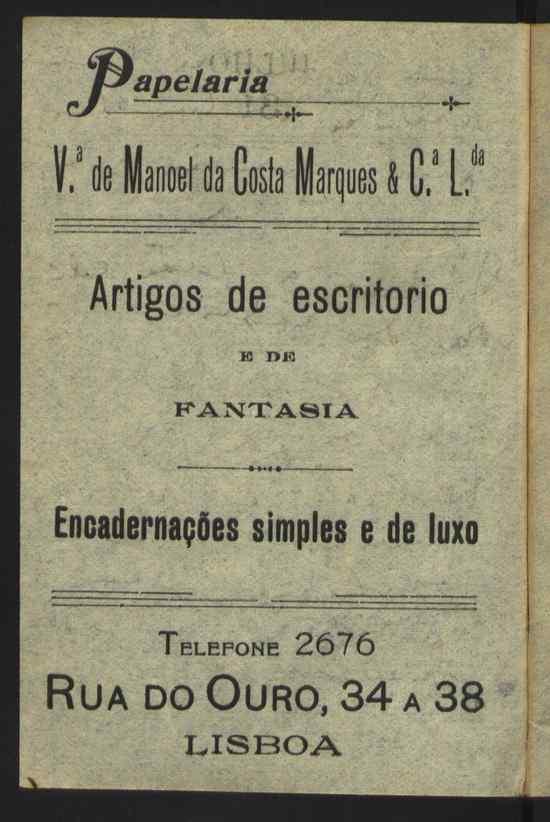 Papelaria
V.ª de Manoel da Costa Marques & C.ª L.da
Artigos de escritorio
E DE
FANTASIA
Encadernações simples e de luxo
TELEFONE 2676
RUA DO OURO, 34 A 38
LISBOA